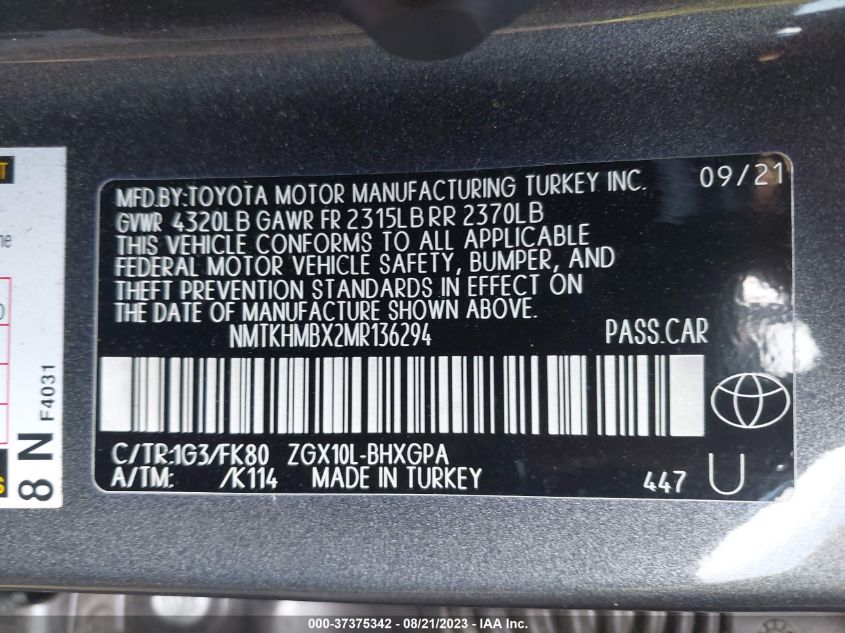 T
ne
0
S
8 N
F4031
MFD.BY:TOYOTA MOTOR MANUFACTURING TURKEY INC. 09/21
GVWR 4320LB GAWR FR 2315LB RR 2370LB
THIS VEHICLE CONFORMS TO ALL APPLICABLE
FEDERAL MOTOR VEHICLE SAFETY, BUMPER, AND
THEFT PREVENTION STANDARDS IN EFFECT ON
THE DATE OF MANUFACTURE SHOWN ABOVE.
NMTKHMBX2MR136294 PASS.CAR
C/TR:1G3/FK80 ZGX10L-BHXGPA
A/TM: /K114 MADE IN TURKEY 447 U
000-37375342 - 08/21/2023 - © IAA Inc.